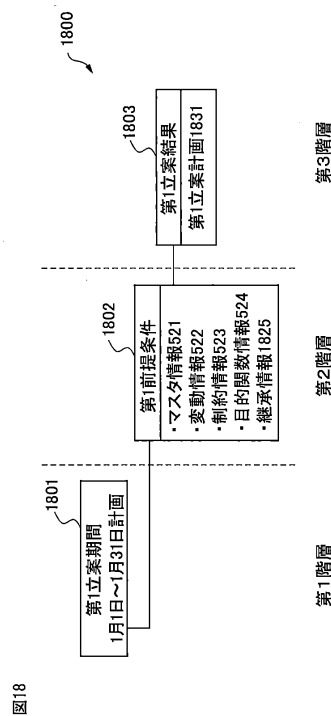 図18
1800
1801
第1立案期間
1月1日~1月31日計画
1802
第1前提条件
・マスタ情報521
・変動情報522
・制約情報523
・目的関数情報524
・継承情報1825
1803
第1立案結果
第1立案計画1831
第1階層
第2階層
第3階層